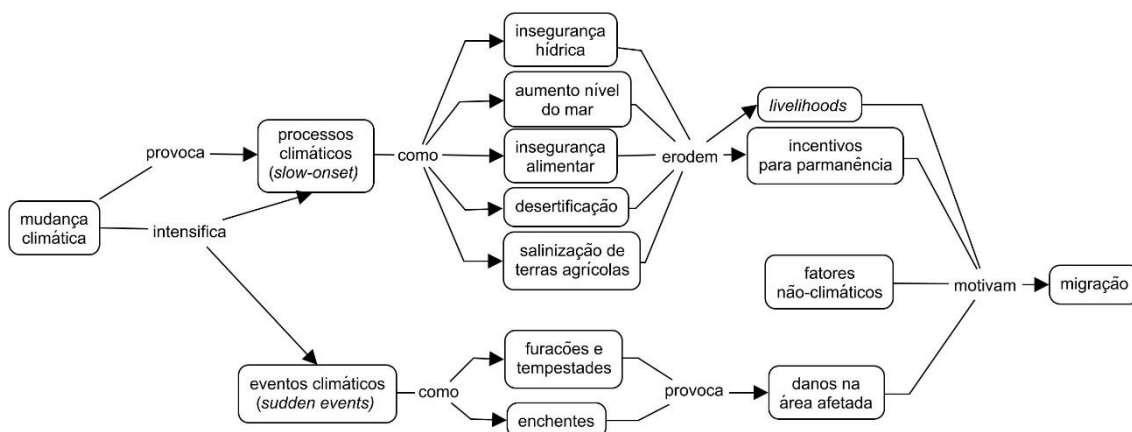 mudança
climática
provoca
intensifica
processos
climáticos
(slow-onset)
como
insegurança
hídrica
aumento nível
do mar
insegurança
alimentar
desertificação
salinização de
terras agrícolas
erodem
livelihoods
incentivos
para parmanência
fatores
não-climáticos
motivam
migração
eventos climáticos
(sudden events)
como
furacões e
tempestades
enchentes
provoca
danos na
área afetada